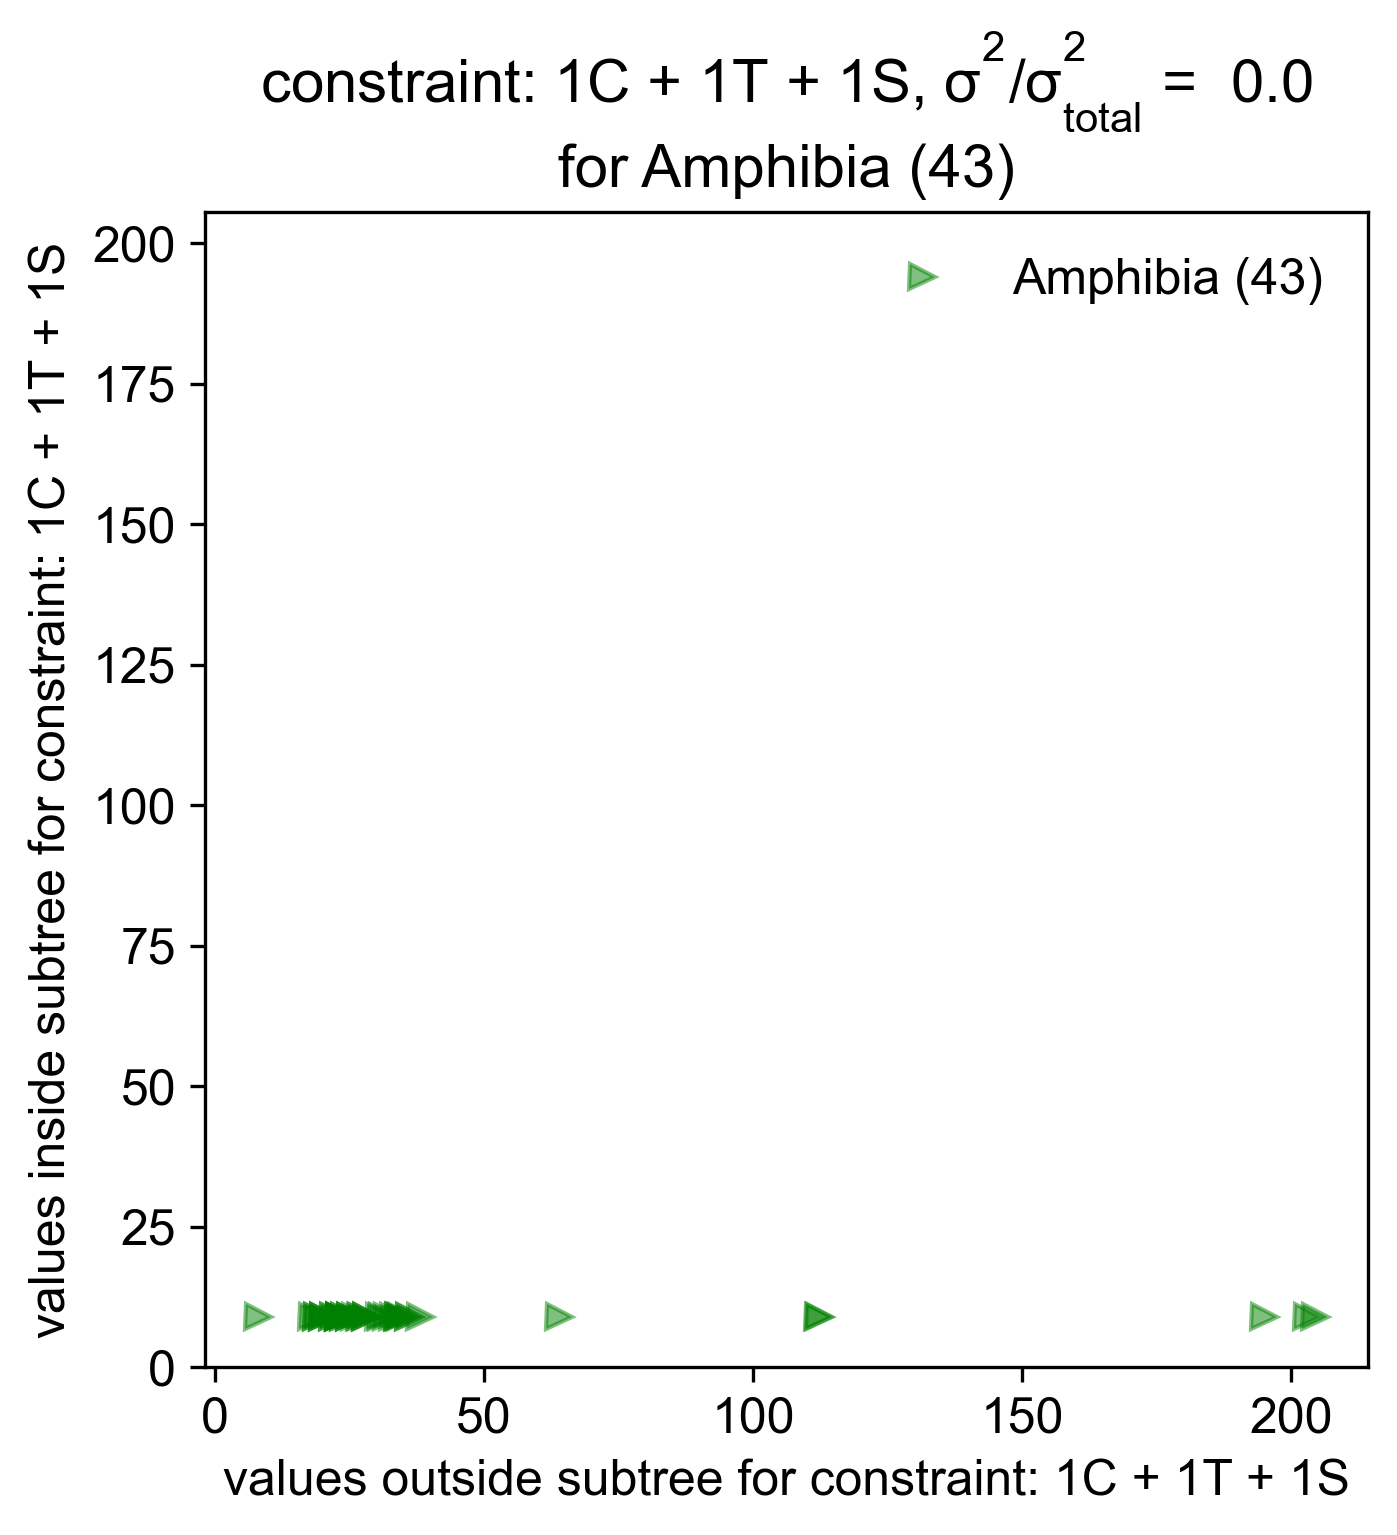 constraint: 1C + 1T + 1S, σ²/σ²total = 0.0
for Amphibia (43)
Amphibia (43)
values inside subtree for constraint: 1C + 1T + 1S
200
175
150
125
100
75
50
25
0
0 50 100 150 200
values outside subtree for constraint: 1C + 1T + 1S